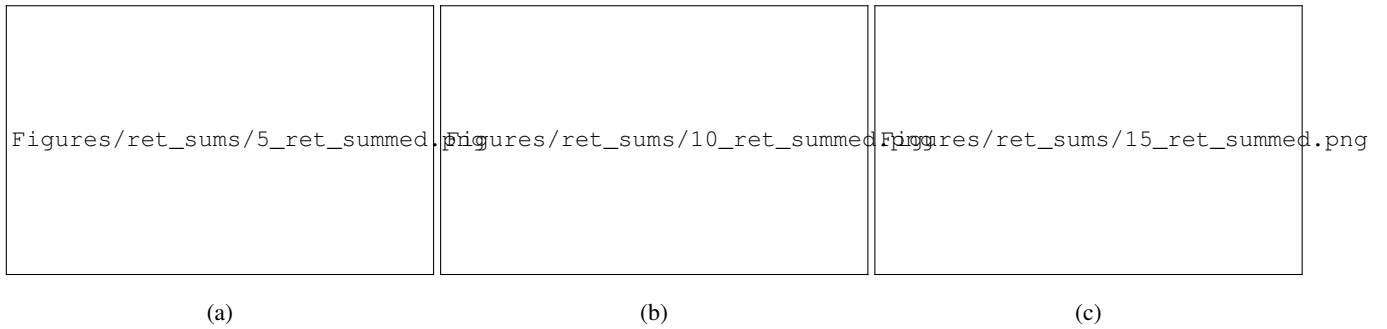 Figures/ret_sums/5_ret_summed.png
Figures/ret_sums/10_ret_summed.png
Figures/ret_sums/15_ret_summed.png
(a)
(b)
(c)